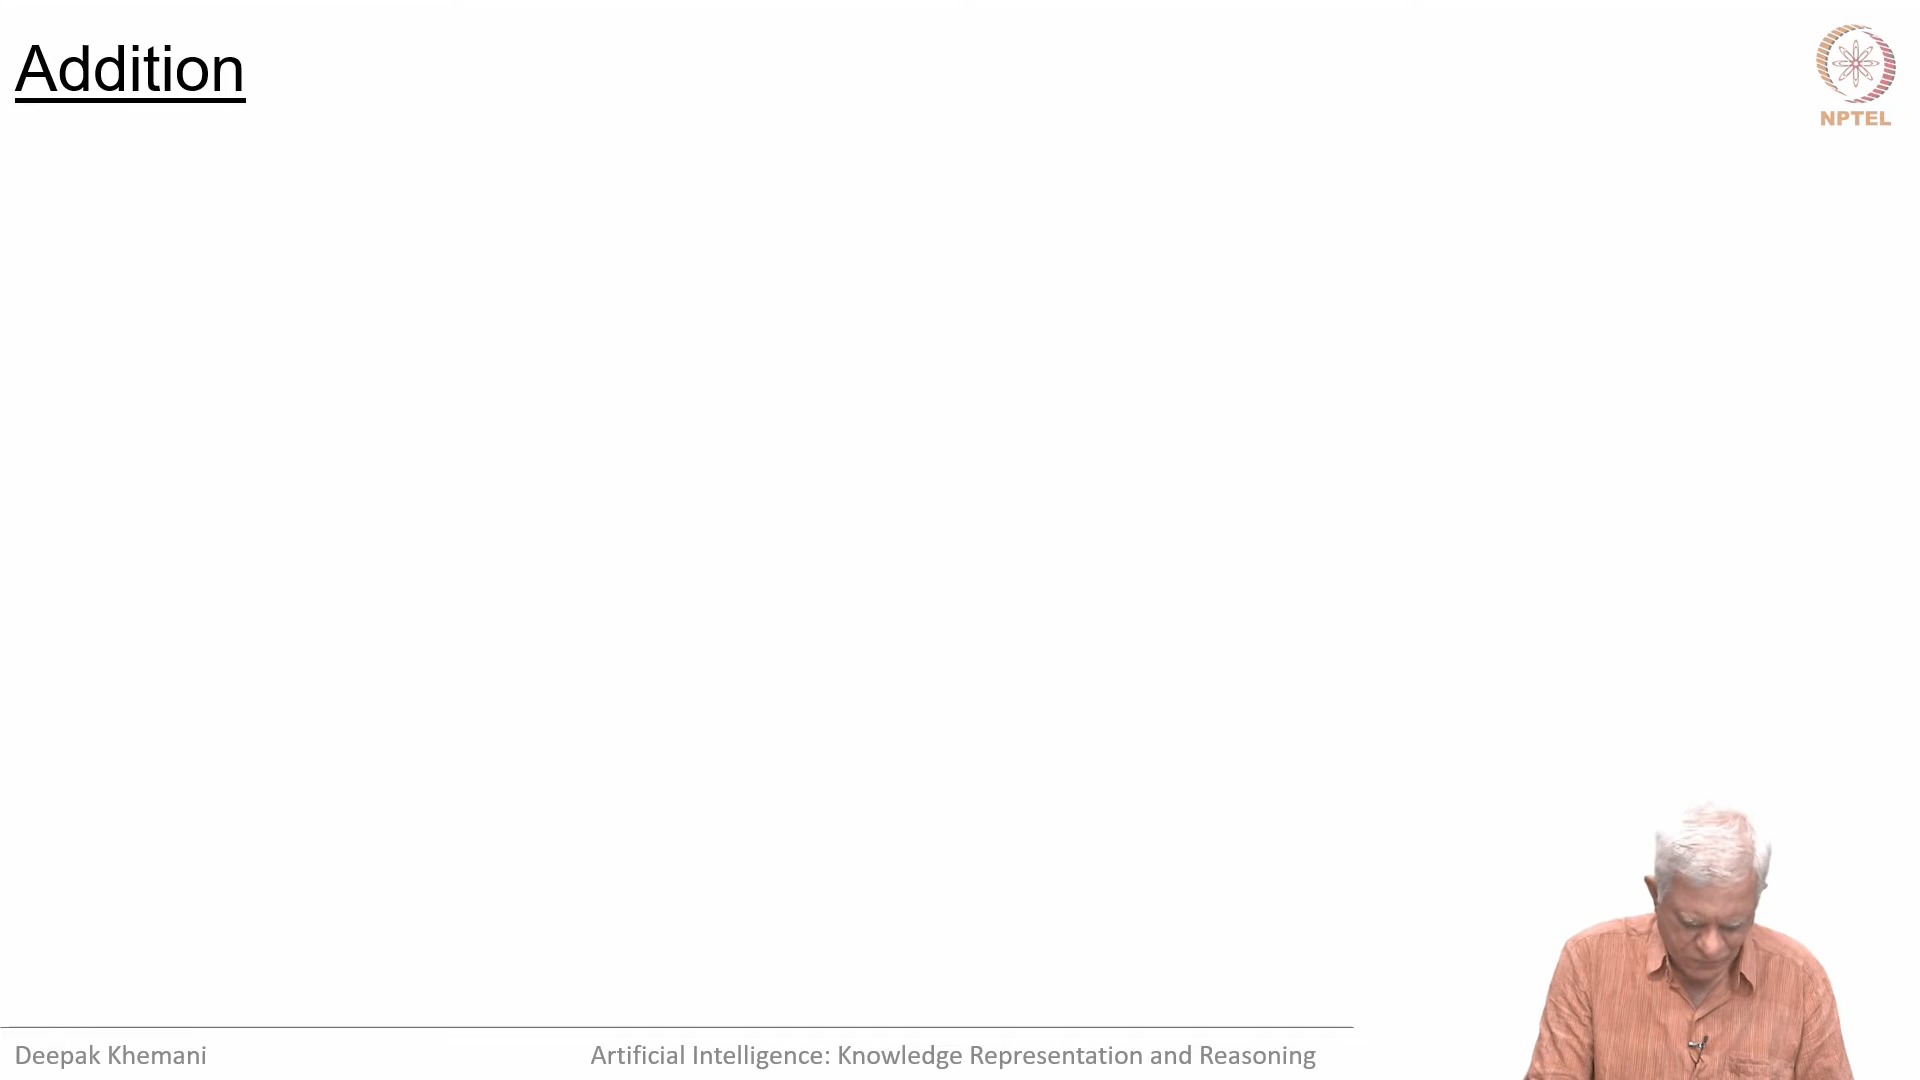 Addition
NPTEL
Deepak Khemani
Artificial Intelligence: Knowledge Representation and Reasoning